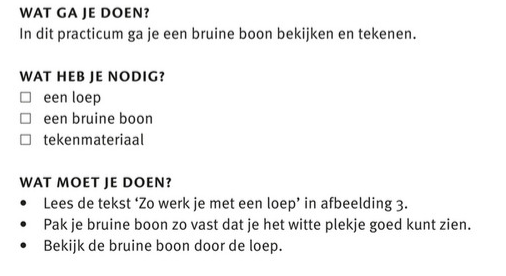 WAT GA JE DOEN?
In dit practicum ga je een bruine boon bekijken en tekenen.
WAT HEB JE NODIG?
☐ een loep
☐ een bruine boon
☐ tekenmateriaal
WAT MOET JE DOEN?
• Lees de tekst ‘Zo werk je met een loep’ in afbeelding 3.
• Pak je bruine boon zo vast dat je het witte plekje goed kunt zien.
• Bekijk de bruine boon door de loep.